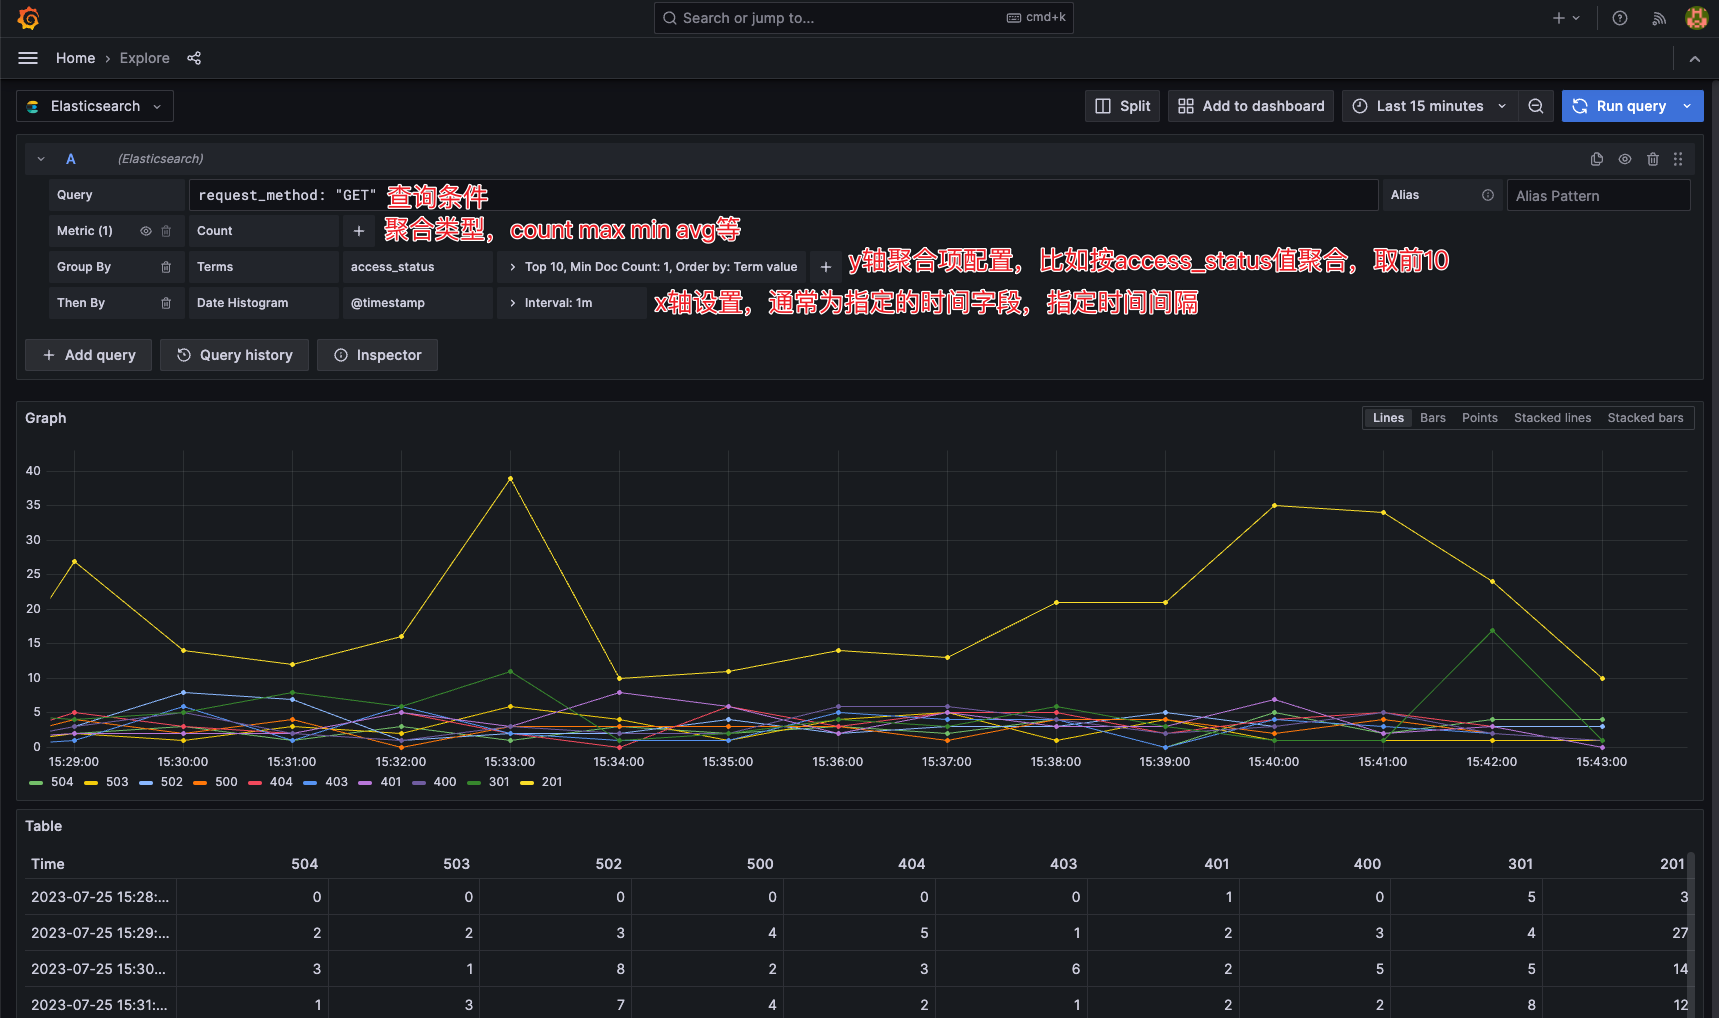 Search or jump to... cmd+k
Home › Explore
Elasticsearch Split Add to dashboard Last 15 minutes Run query
A (Elasticsearch)
Query request_method: "GET" 查询条件 Alias Alias Pattern
Metric (1) Count + 聚合类型，count max min avg等
Group By Terms access_status > Top 10, Min Doc Count: 1, Order by: Term value + y轴聚合项配置，比如按access_status值聚合，取前10
Then By Date Histogram @timestamp > Interval: 1m x轴设置，通常为指定的时间字段，指定时间间隔
+ Add query Query history Inspector
Graph Lines Bars Points Stacked lines Stacked bars
40
35
30
25
20
15
10
5
0
15:29:00 15:30:00 15:31:00 15:32:00 15:33:00 15:34:00 15:35:00 15:36:00 15:37:00 15:38:00 15:39:00 15:40:00 15:41:00 15:42:00 15:43:00
504 503 502 500 404 403 401 400 301 201
Table
Time 504 503 502 500 404 403 401 400 301 201
2023-07-25 15:28:... 0 0 0 0 0 0 1 0 5 3
2023-07-25 15:29:... 2 2 3 4 5 1 2 3 4 27
2023-07-25 15:30... 3 1 8 2 3 6 2 5 5 14
2023-07-25 15:31:... 1 3 7 4 2 1 2 2 8 12